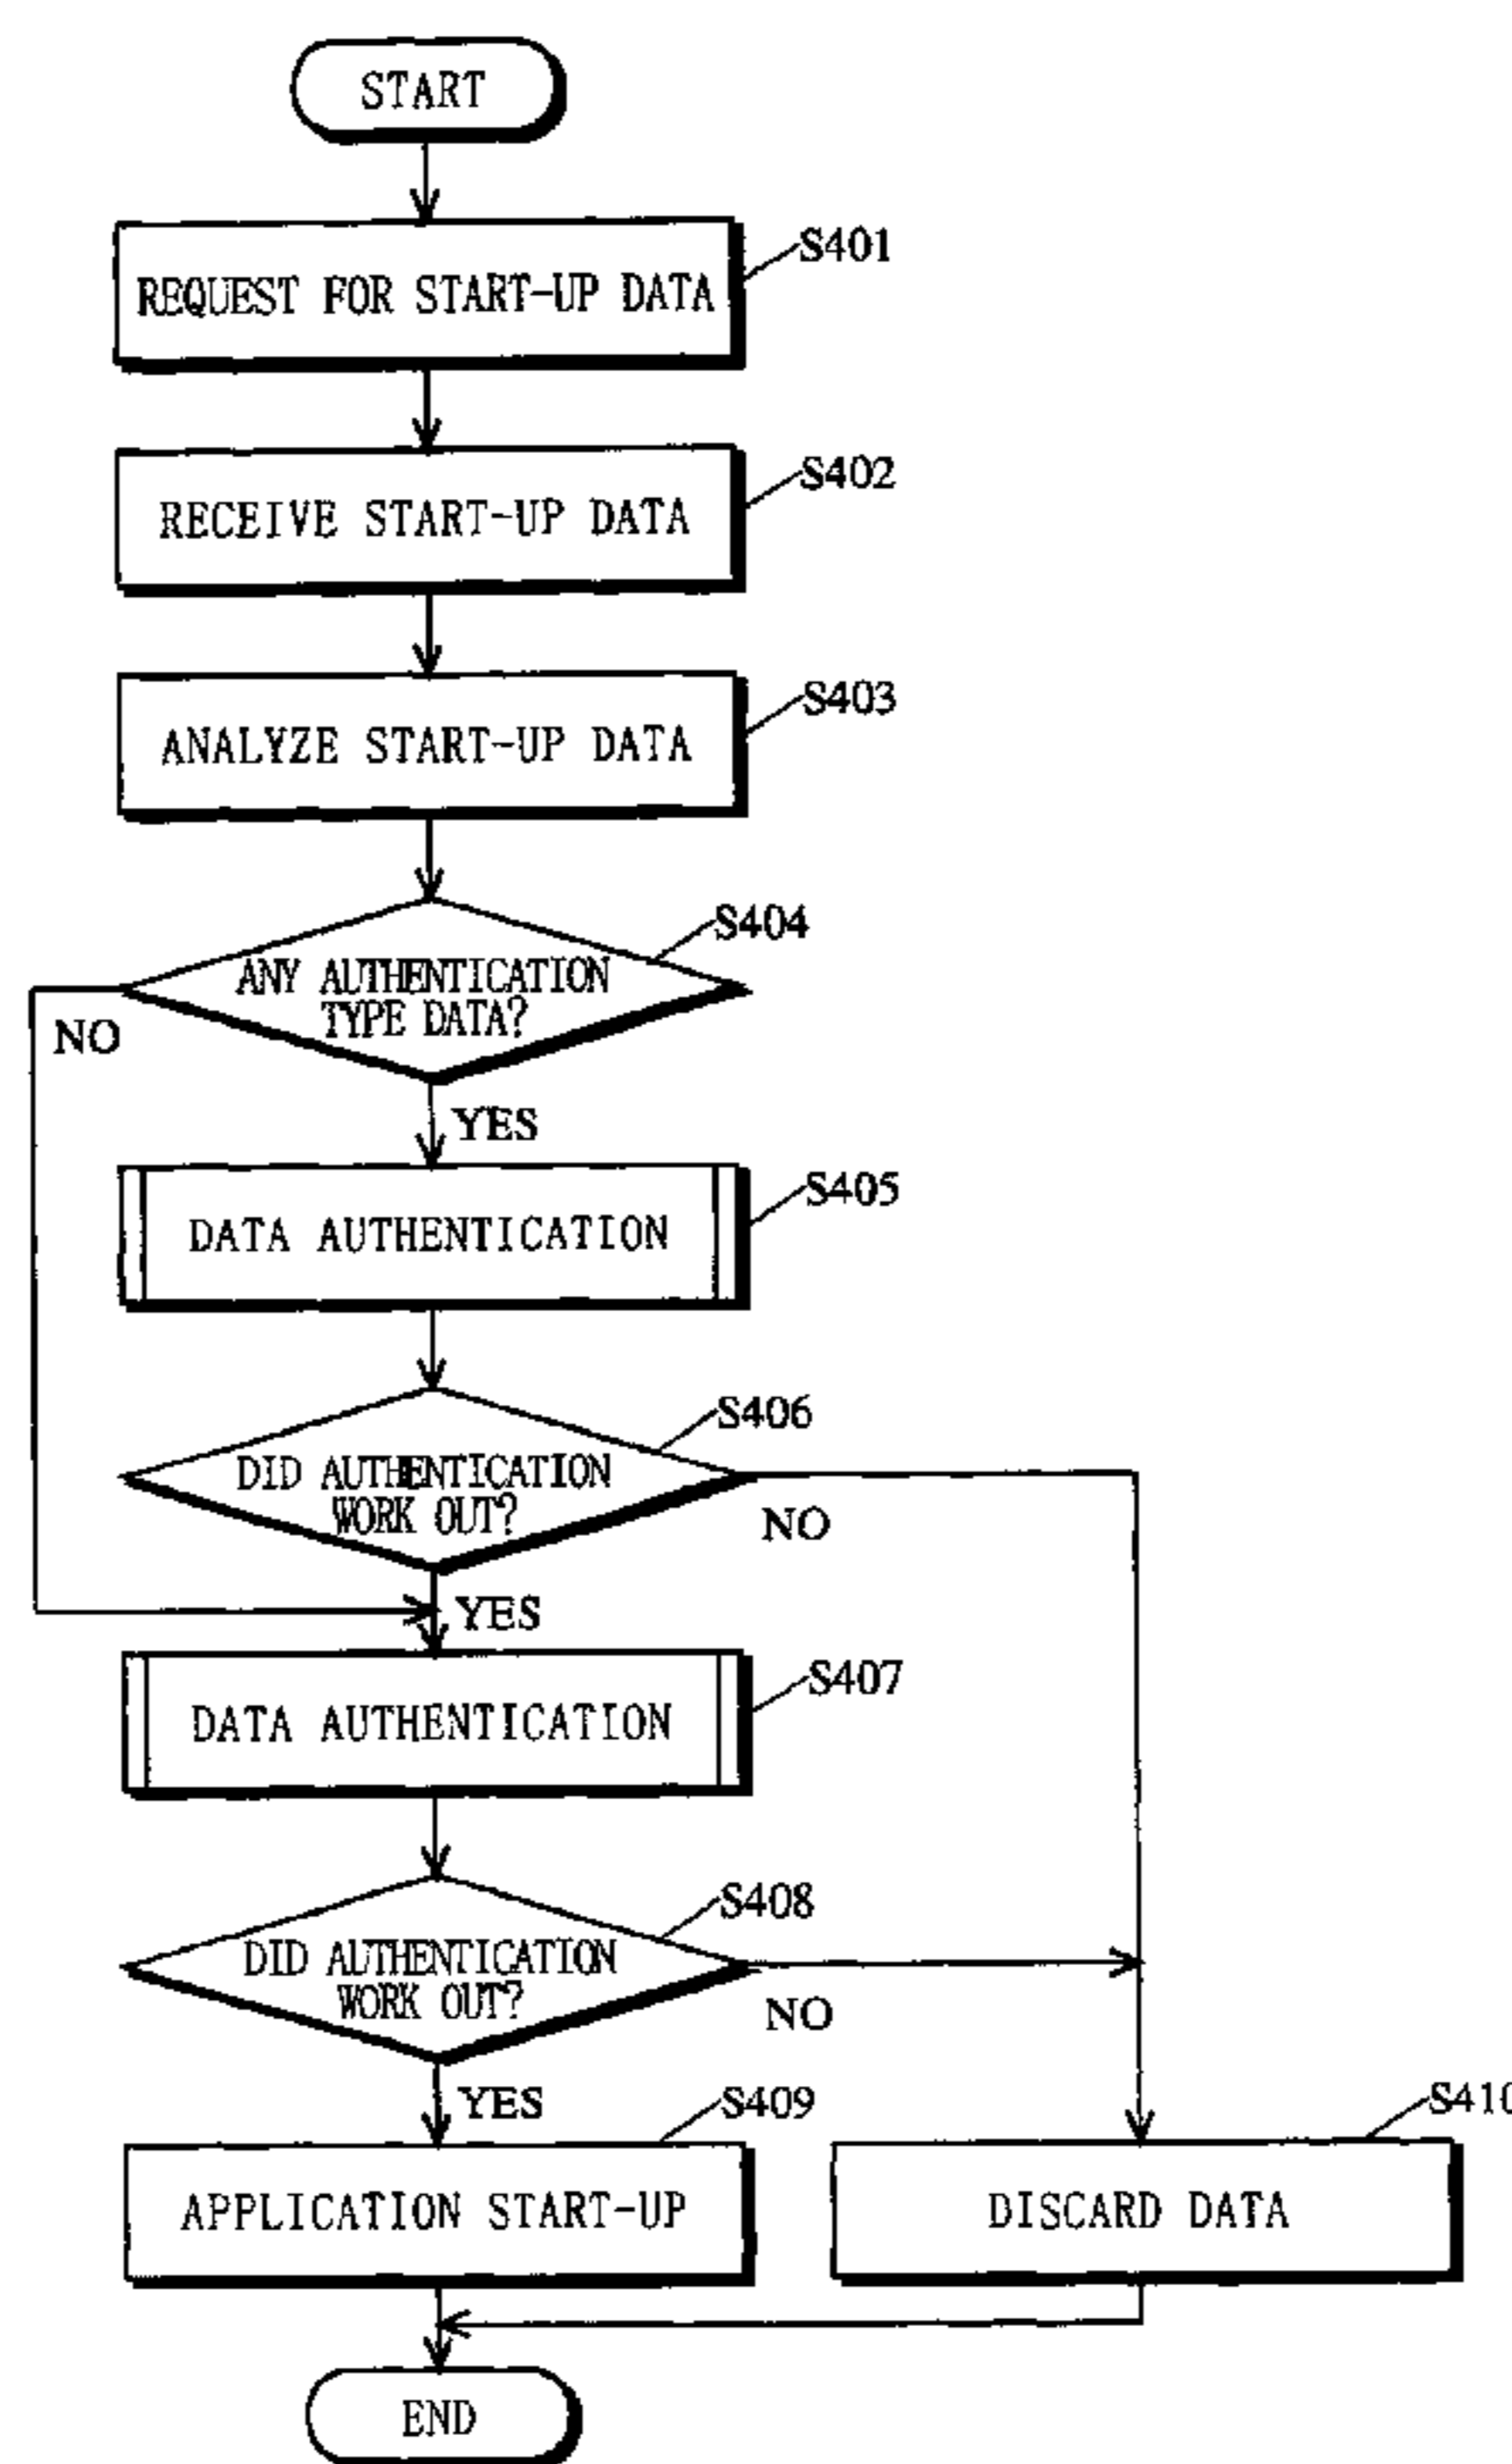 START
S401
REQUEST FOR START-UP DATA
S402
RECEIVE START-UP DATA
S403
ANALYZE START-UP DATA
S404
ANY AUTHENTICATION
TYPE DATA?
NO
YES
S405
DATA AUTHENTICATION
S406
DID AUTHENTICATION
WORK OUT?
NO
YES
S407
DATA AUTHENTICATION
S408
DID AUTHENTICATION
WORK OUT?
NO
YES
S409
S410
APPLICATION START-UP
DISCARD DATA
END